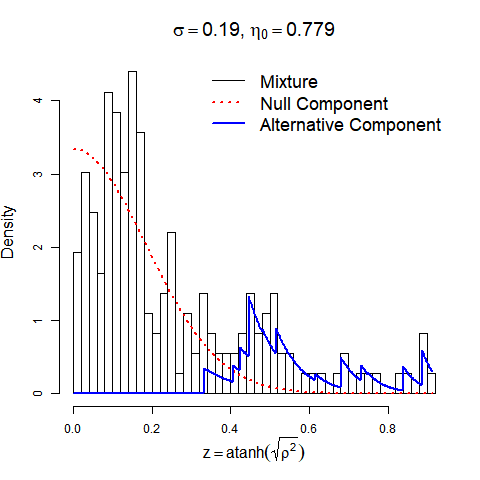 σ = 0.19, η₀ = 0.779
Mixture
Null Component
Alternative Component
Density
4
3
2
1
0
0.0 0.2 0.4 0.6 0.8
z = atanh(√ρ²)